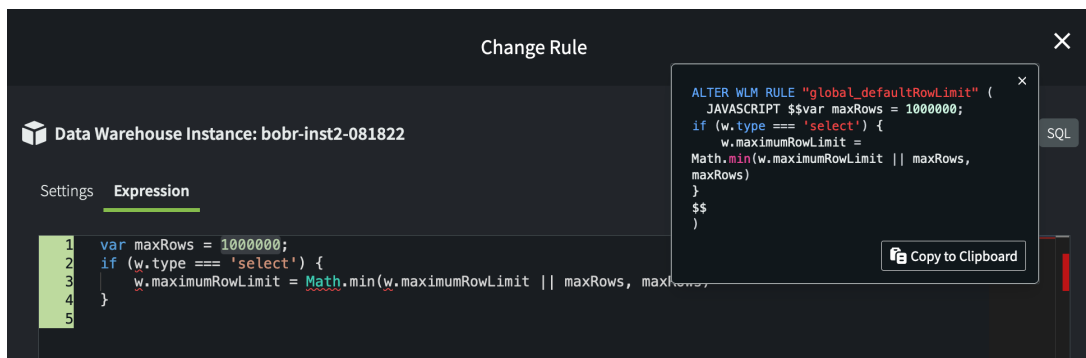 Change Rule
Data Warehouse Instance: bobr-inst2-081822
SQL
Settings Expression
1 var maxRows = 1000000;
2 if (w.type === 'select') {
3 w.maximumRowLimit = Math.min(w.maximumRowLimit || maxRows, maxRows)
4 }
5
ALTER WLM RULE "global_defaultRowLimit" (
JAVASCRIPT $$var maxRows = 1000000;
if (w.type === 'select') {
w.maximumRowLimit =
Math.min(w.maximumRowLimit || maxRows,
maxRows)
}
$$
)
Copy to Clipboard